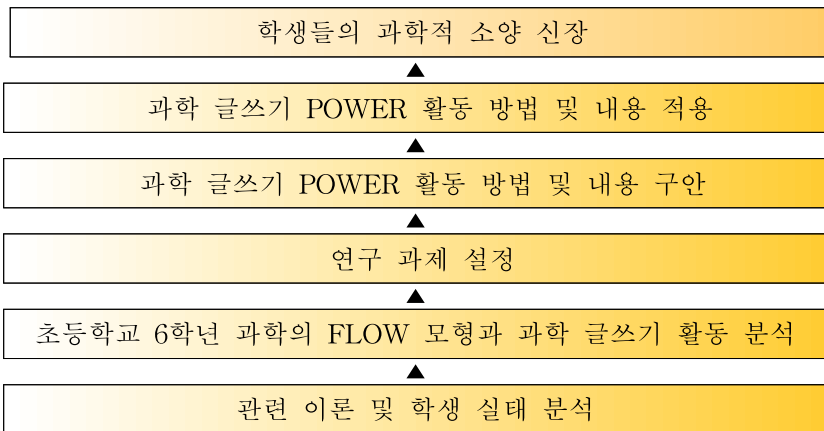 학생들의 과학적 소양 신장
▲
과학 글쓰기 POWER 활동 방법 및 내용 적용
▲
과학 글쓰기 POWER 활동 방법 및 내용 구안
▲
연구 과제 설정
▲
초등학교 6학년 과학의 FLOW 모형과 과학 글쓰기 활동 분석
▲
관련 이론 및 학생 실태 분석